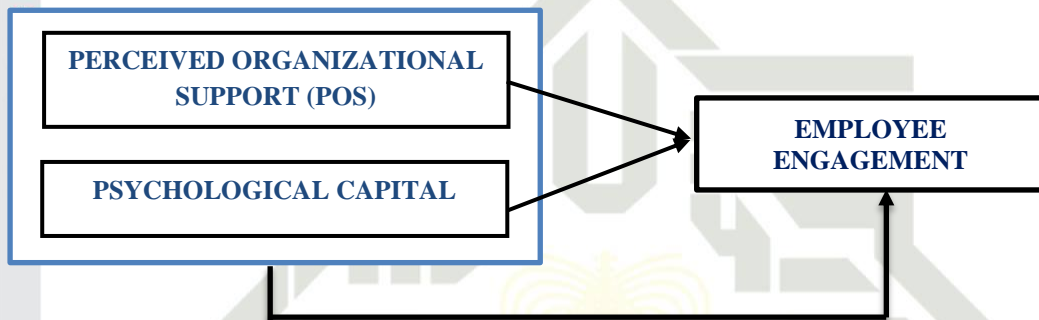 PERCEIVED ORGANIZATIONAL
SUPPORT (POS)
PSYCHOLOGICAL CAPITAL
EMPLOYEE
ENGAGEMENT